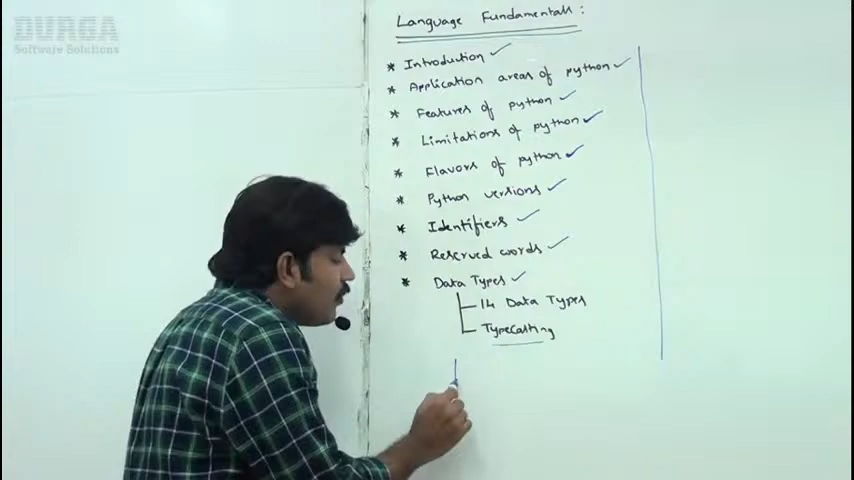 DURGA
Software Solutions
Language Fundamentals :
* Introduction ✓
* Application areas of python ✓
* Features of python ✓
* Limitations of python ✓
* Flavors of python ✓
* Python versions ✓
* Identifiers ✓
* Reserved words ✓
* Data Types ✓
14 Data Types
TypeCasting